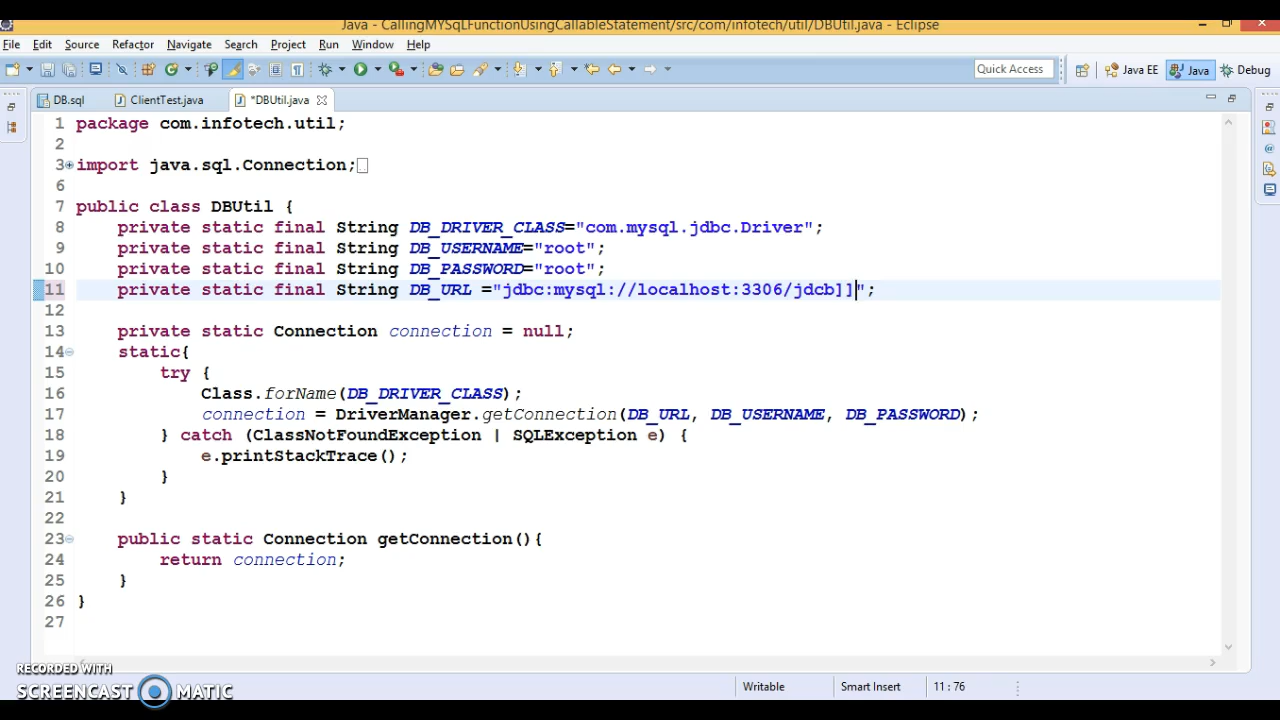 Java - CallingMYSqLFunctionUsingCallableStatement/src/com/infotech/util/DBUtil.java - Eclipse
File Edit Source Refactor Navigate Search Project Run Window Help
Quick Access Java EE Java Debug
DB.sql ClientTest.java *DBUtil.java
1 package com.infotech.util;
2
3 import java.sql.Connection;
6
7 public class DBUtil {
8 private static final String DB_DRIVER_CLASS="com.mysql.jdbc.Driver";
9 private static final String DB_USERNAME="root";
10 private static final String DB_PASSWORD="root";
11 private static final String DB_URL ="jdbc:mysql://localhost:3306/jdcb]]";
12
13 private static Connection connection = null;
14 static{
15 try {
16 Class.forName(DB_DRIVER_CLASS);
17 connection = DriverManager.getConnection(DB_URL, DB_USERNAME, DB_PASSWORD);
18 } catch (ClassNotFoundException | SQLException e) {
19 e.printStackTrace();
20 }
21 }
22
23 public static Connection getConnection(){
24 return connection;
25 }
26 }
27
RECORDED WITH
SCREENCAST MATIC
Writable Smart Insert 11 : 76